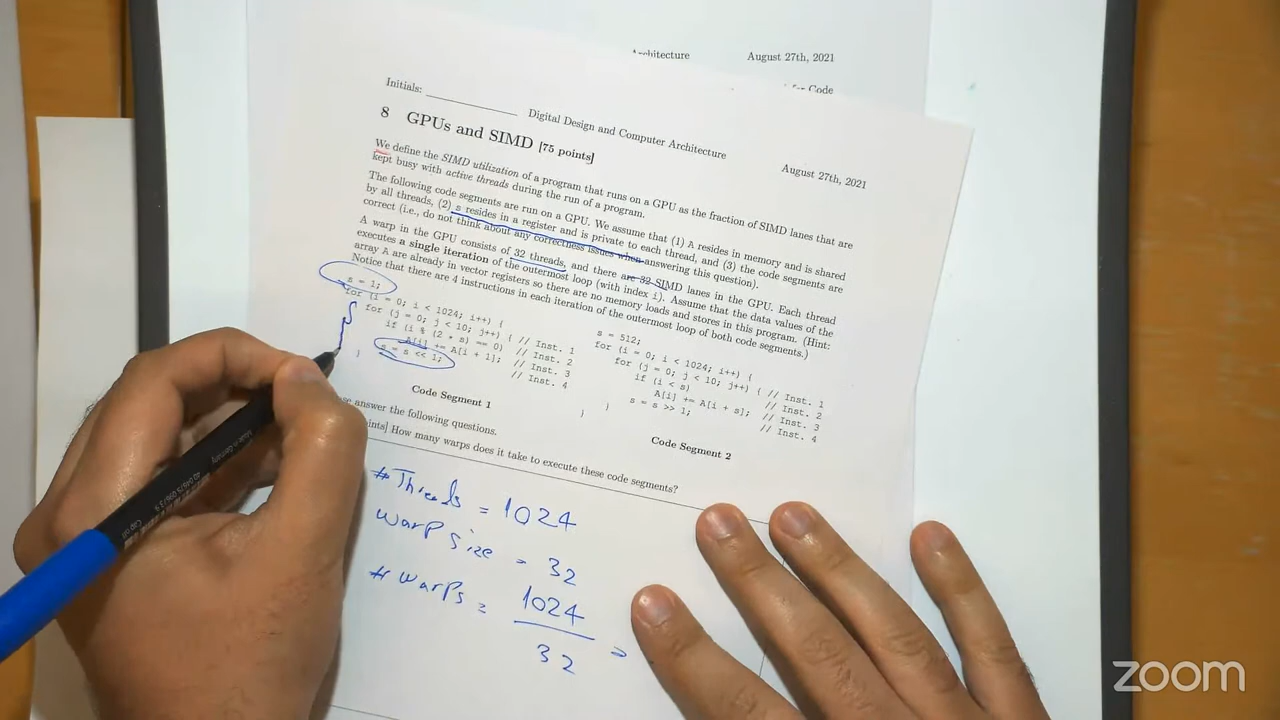 Architecture August 27th, 2021
for Code
Initials:
Digital Design and Computer Architecture
August 27th, 2021
8 GPUs and SIMD [75 points]
We define the SIMD utilization of a program that runs on a GPU as the fraction of SIMD lanes that are
kept busy with active threads during the run of a program.
The following code segments are run on a GPU. We assume that (1) A resides in memory and is shared
by all threads, (2) s resides in a register and is private to each thread, and (3) the code segments are
correct (i.e., do not think about any correctness issues when answering this question).
A warp in the GPU consists of 32 threads, and there are 32 SIMD lanes in the GPU. Each thread
executes a single iteration of the outermost loop (with index i). Assume that the data values of the
array A are already in vector registers so there are no memory loads and stores in this program. (Hint:
Notice that there are 4 instructions in each iteration of the outermost loop of both code segments.)
s = 1;
for (i = 0; i < 1024; i++) {
for (j = 0; j < 10; j++) { // Inst. 1
if (i % (2 * s) == 0) // Inst. 2
A[i] += A[i + 1]; // Inst. 3
s = s << 1; // Inst. 4
}
Code Segment 1
s = 512;
for (i = 0; i < 1024; i++) {
for (j = 0; j < 10; j++) { // Inst. 1
if (i < s) // Inst. 2
A[i] += A[i + s]; // Inst. 3
s = s >> 1; // Inst. 4
}
}
Code Segment 2
answer the following questions.
How many warps does it take to execute these code segments?
#Threads = 1024
warp size = 32
# warps = 1024
32 =
zoom